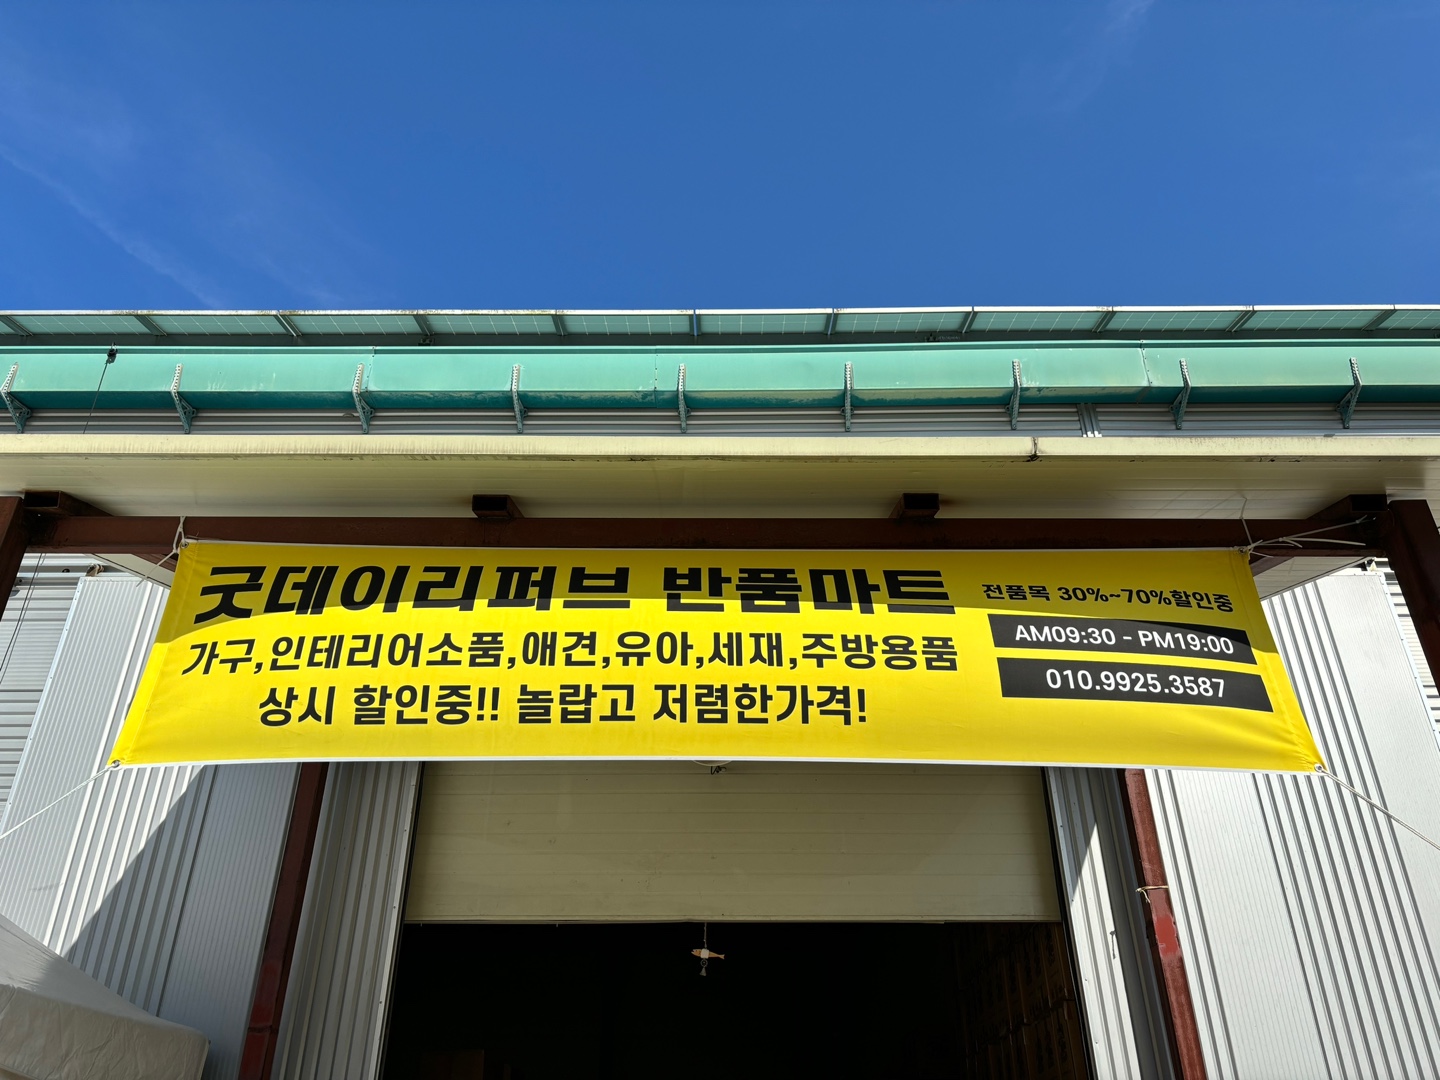 굿데이리퍼브 반품마트
가구,인테리어소품,애견,유아,세재,주방용품
상시 할인중!! 놀랍고 저렴한가격!
전품목 30%~70%할인중
AM09:30 - PM19:00
010.9925.3587